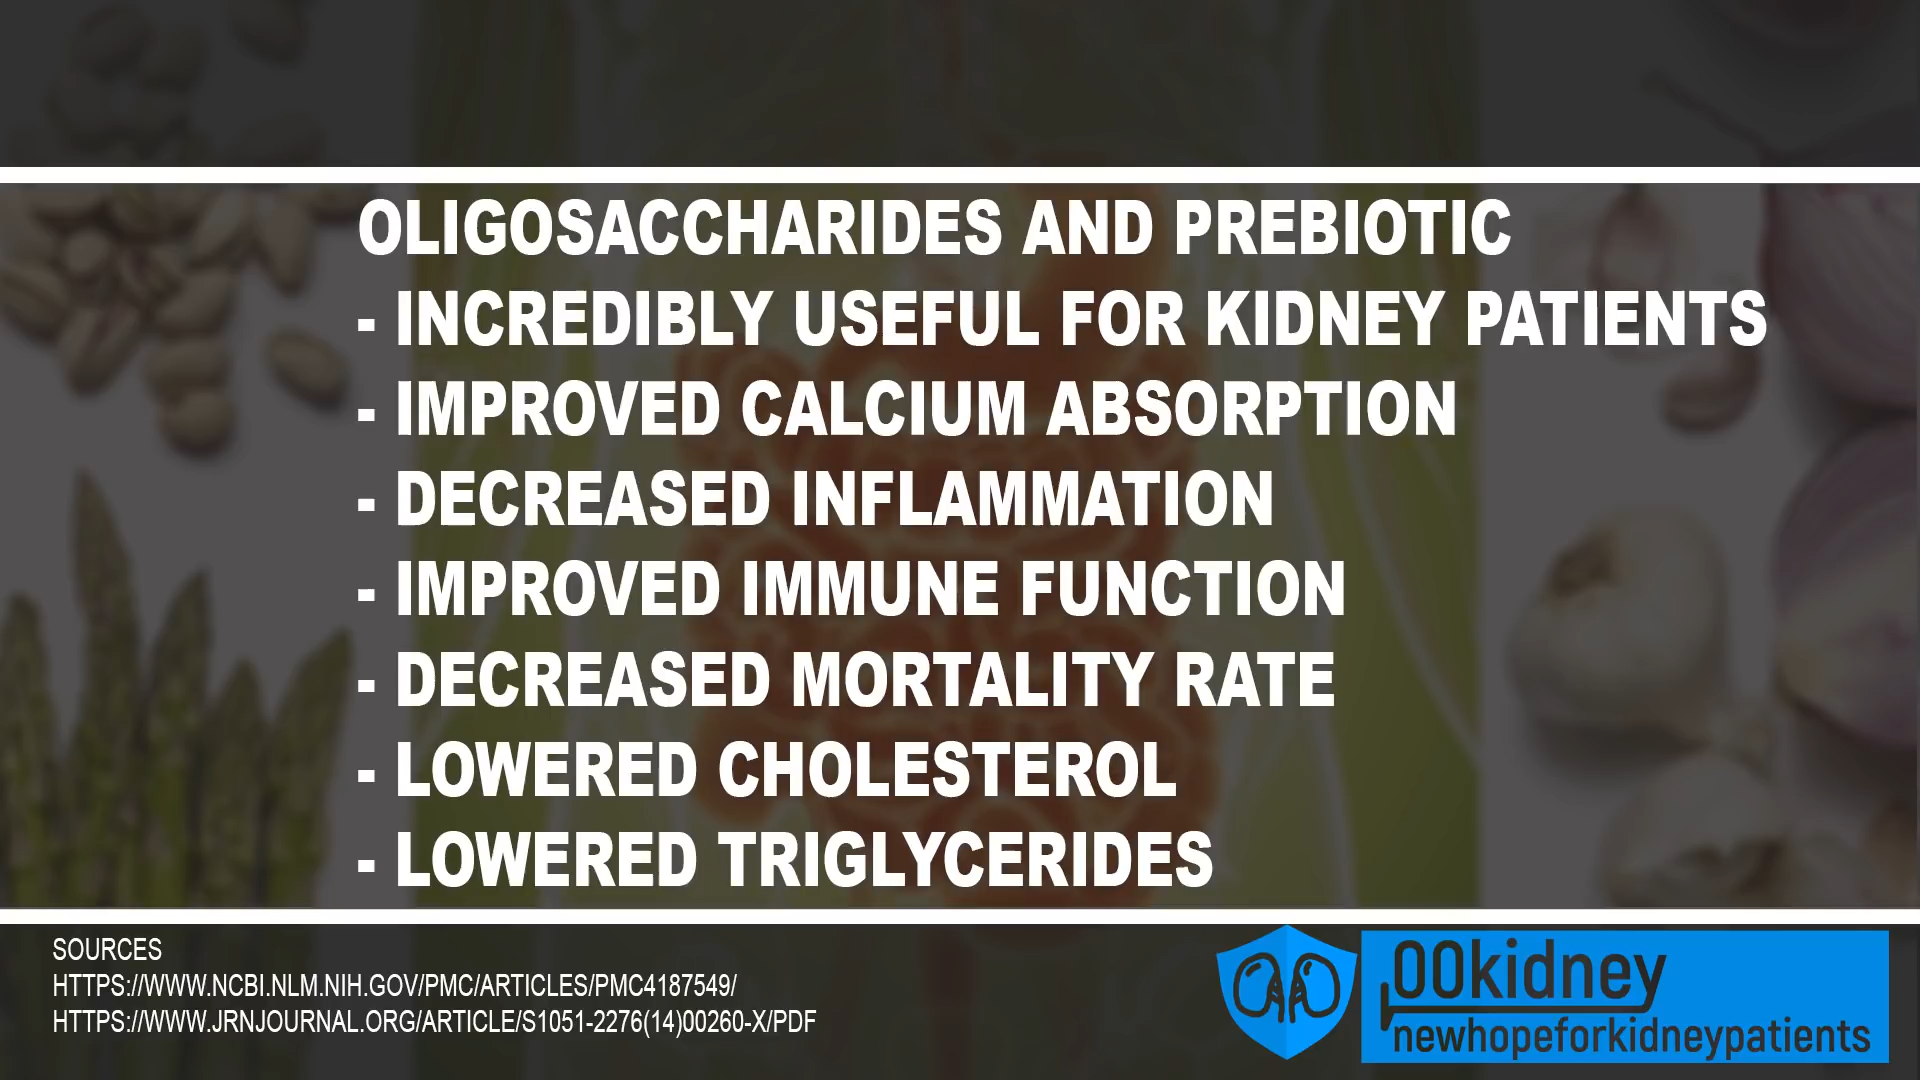 OLIGOSACCHARIDES AND PREBIOTIC
- INCREDIBLY USEFUL FOR KIDNEY PATIENTS
- IMPROVED CALCIUM ABSORPTION
- DECREASED INFLAMMATION
- IMPROVED IMMUNE FUNCTION
- DECREASED MORTALITY RATE
- LOWERED CHOLESTEROL
- LOWERED TRIGLYCERIDES
SOURCES
HTTPS://WWW.NCBI.NLM.NIH.GOV/PMC/ARTICLES/PMC4187549/
HTTPS://WWW.JRNJOURNAL.ORG/ARTICLE/S1051-2276(14)00260-X/PDF
00kidney
newhopeforkidneypatients